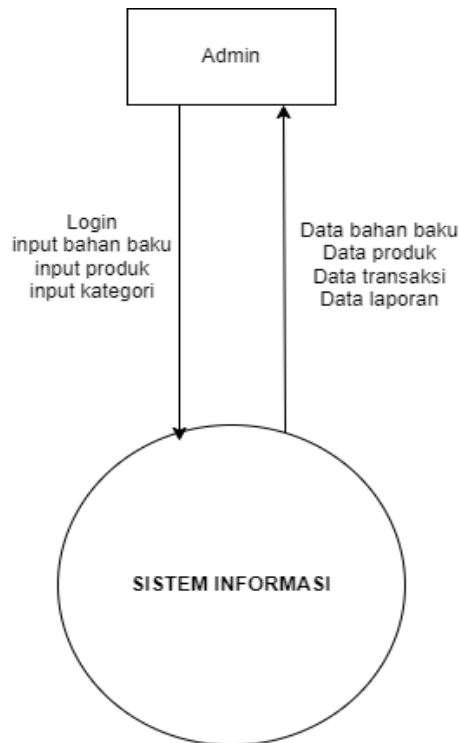 Admin
Login
input bahan baku
input produk
input kategori
Data bahan baku
Data produk
Data transaksi
Data laporan
SISTEM INFORMASI